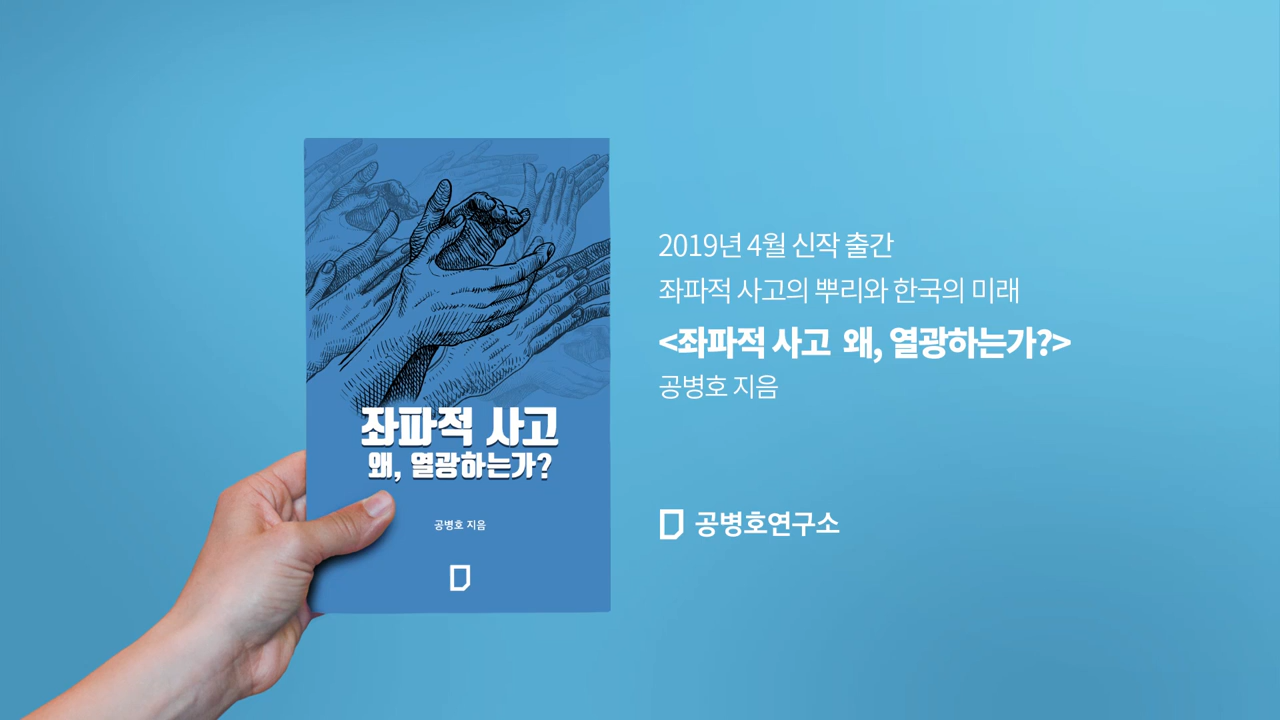 좌파적 사고
왜, 열광하는가?
공병호 지음
2019년 4월 신작 출간
좌파적 사고의 뿌리와 한국의 미래
<좌파적 사고 왜, 열광하는가?>
공병호 지음
공병호연구소